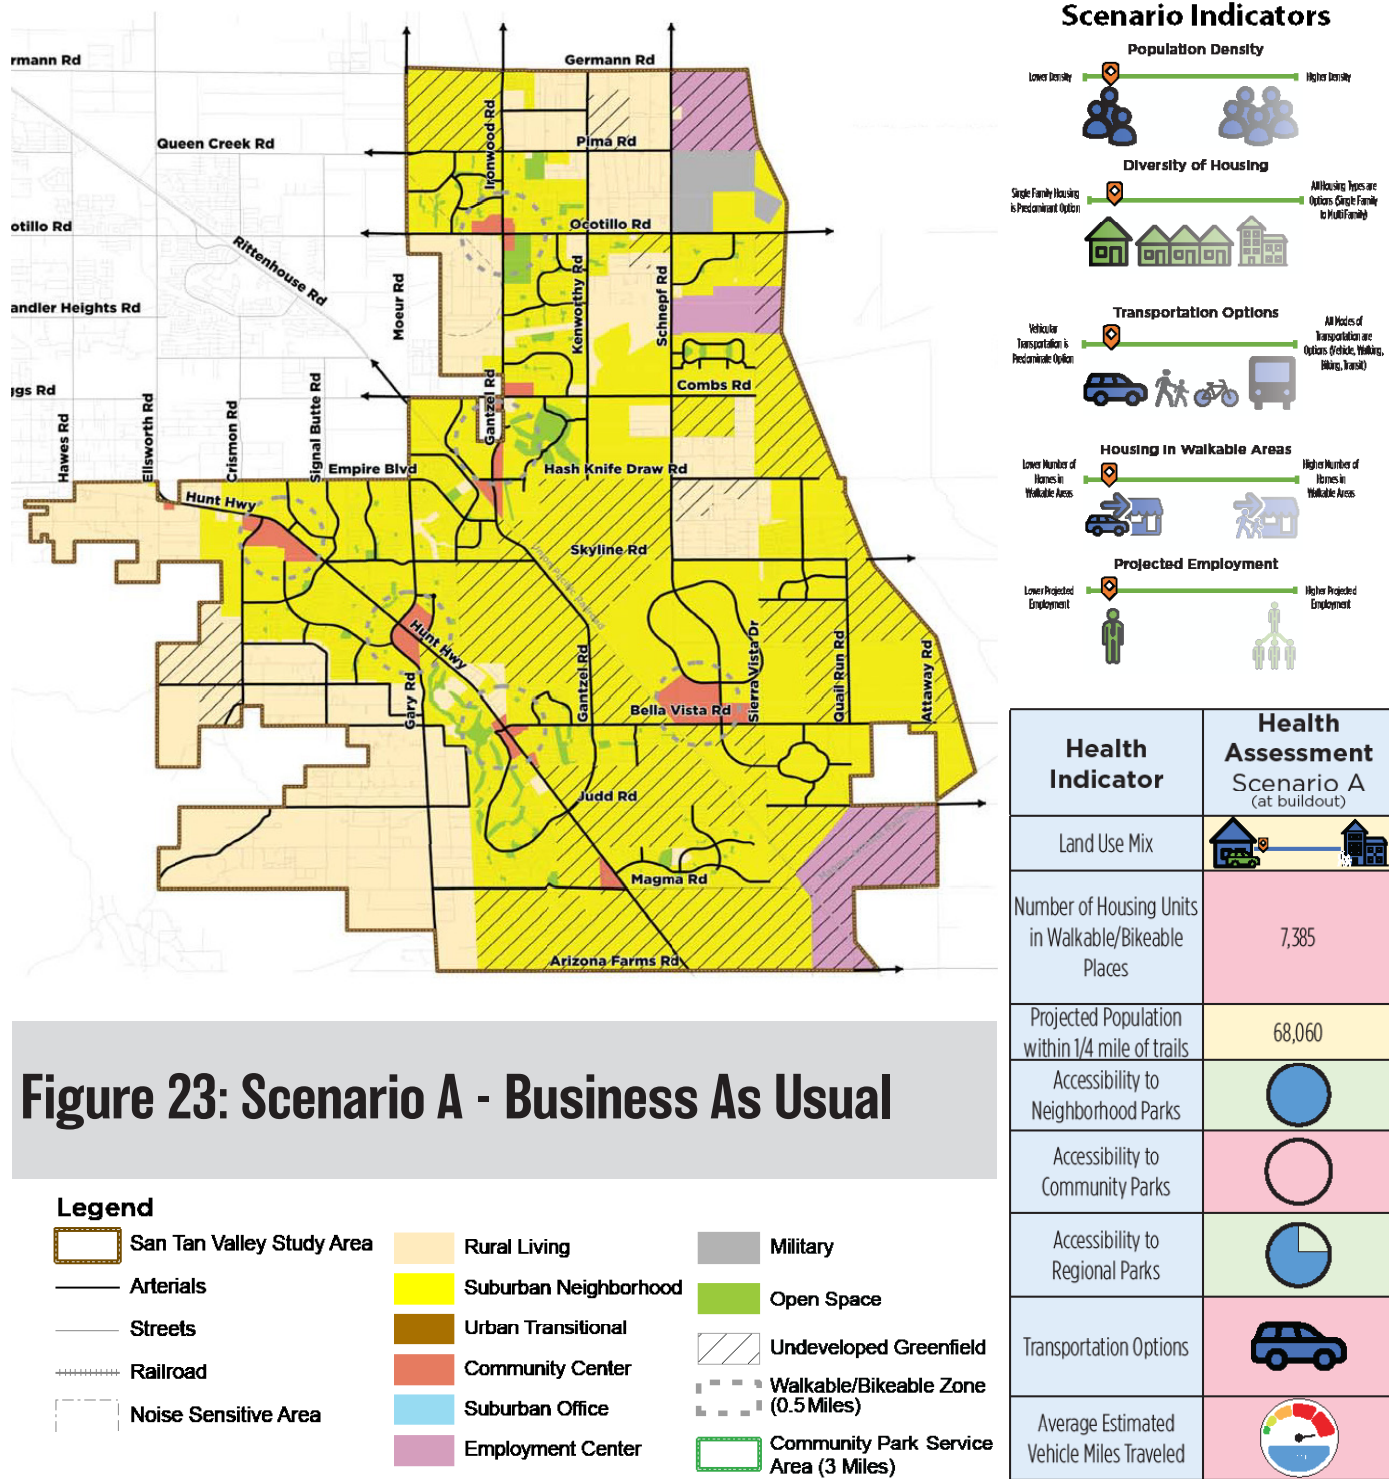 rmann Rd
Germann Rd
Queen Creek Rd
Pima Rd
Ironwood Rd
otillo Rd
Ocotillo Rd
Rittenhouse Rd
Moeur Rd
Kenworthy Rd
Schnepf Rd
andler Heights Rd
Combs Rd
ggs Rd
Hawes Rd
Ellsworth Rd
Crismon Rd
Signal Butte Rd
Gantzel Rd
Empire Blvd
Hash Knife Draw Rd
Hunt Hwy
Skyline Rd
Union Pacific Railroad
Hunt Hwy
Gary Rd
Gantzel Rd
Bella Vista Rd
Sierra Vista Dr
Quail Run Rd
Attaway Rd
Judd Rd
Magma Rd
Arizona Farms Rd
Scenario Indicators
Population Density
Lower Density
Higher Density
Diversity of Housing
Single Family Housing
is Predominant Option
All Housing Types are
Options (Single Family
to MultiFamily)
Transportation Options
Vehicular
Transportation is
Predominate Option
All Modes of
Transportation are
Options (Vehicle, Walking,
Biking, Transit)
Housing in Walkable Areas
Lower Number of
Homes in
Walkable Areas
Higher Number of
Homes in
Walkable Areas
Projected Employment
Lower Projected
Employment
Higher Projected
Employment
Health
Indicator
Health
Assessment
Scenario A
(at buildout)
Land Use Mix
Number of Housing Units
in Walkable/Bikeable
Places
7,385
Projected Population
within 1/4 mile of trails
68,060
Accessibility to
Neighborhood Parks
Accessibility to
Community Parks
Accessibility to
Regional Parks
Transportation Options
Average Estimated
Vehicle Miles Traveled
Figure 23: Scenario A - Business As Usual
Legend
San Tan Valley Study Area
Arterials
Streets
Railroad
Noise Sensitive Area
Rural Living
Suburban Neighborhood
Urban Transitional
Community Center
Suburban Office
Employment Center
Military
Open Space
Undeveloped Greenfield
Walkable/Bikeable Zone
(0.5 Miles)
Community Park Service
Area (3 Miles)